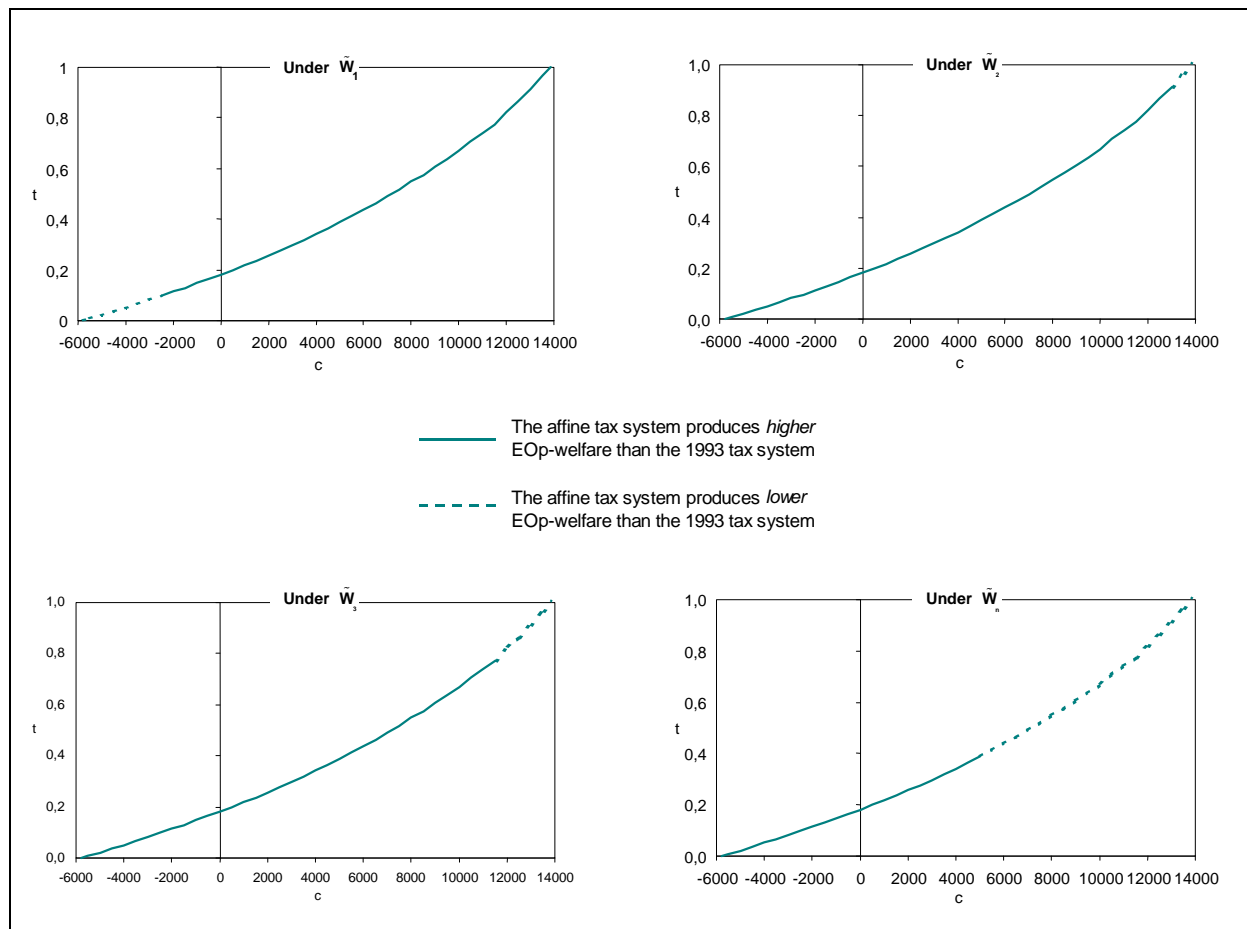 Under W̃₁
1
0,8
0,6
t
0,4
0,2
0
-6000 -4000 -2000 0 2000 4000 6000 8000 10000 12000 14000
c
Under W̃₂
1,0
0,8
0,6
t
0,4
0,2
0,0
-6000 -4000 -2000 0 2000 4000 6000 8000 10000 12000 14000
c
The affine tax system produces higher
EOp-welfare than the 1993 tax system
The affine tax system produces lower
EOp-welfare than the 1993 tax system
Under W̃₃
1,0
0,8
0,6
t
0,4
0,2
0,0
-6000 -4000 -2000 0 2000 4000 6000 8000 10000 12000 14000
c
Under W̃ₙ
1,0
0,8
0,6
t
0,4
0,2
0,0
-6000 -4000 -2000 0 2000 4000 6000 8000 10000 12000 14000
c